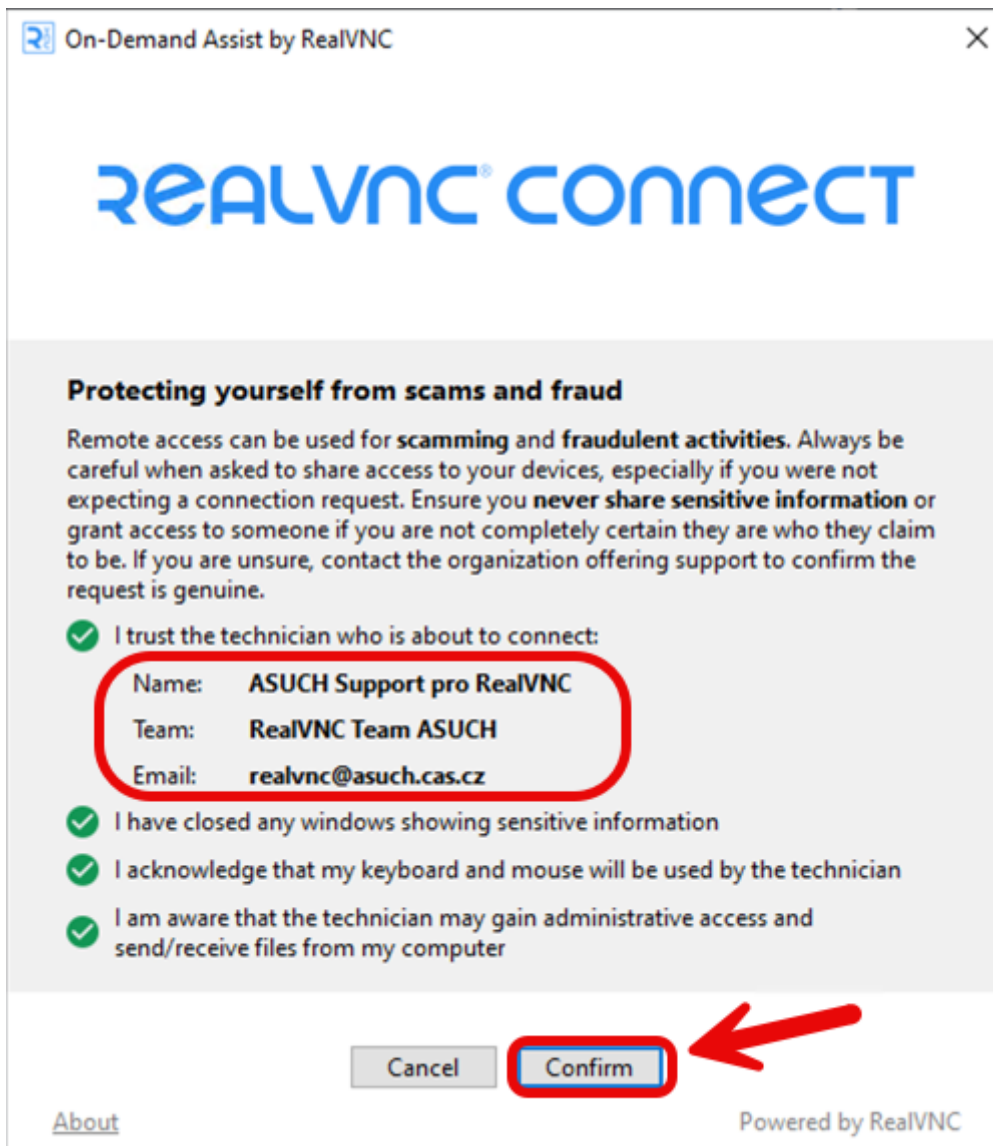 On-Demand Assist by RealVNC
REALVNC® CONNECT
Protecting yourself from scams and fraud
Remote access can be used for scamming and fraudulent activities. Always be
careful when asked to share access to your devices, especially if you were not
expecting a connection request. Ensure you never share sensitive information or
grant access to someone if you are not completely certain they are who they claim
to be. If you are unsure, contact the organization offering support to confirm the
request is genuine.
I trust the technician who is about to connect:
Name: ASUCH Support pro RealVNC
Team: RealVNC Team ASUCH
Email: realvnc@asuch.cas.cz
I have closed any windows showing sensitive information
I acknowledge that my keyboard and mouse will be used by the technician
I am aware that the technician may gain administrative access and
send/receive files from my computer
Cancel Confirm
About Powered by RealVNC